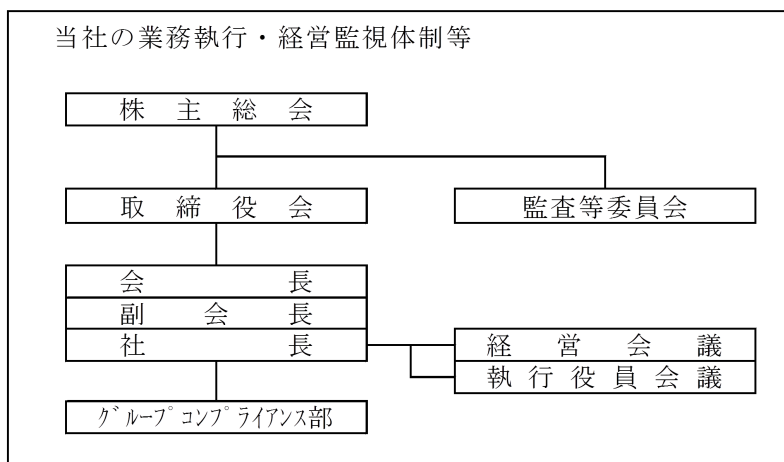 当社の業務執行・経営監視体制等
株主総会
取締役会
監査等委員会
会長
副会長
社長
経営会議
執行役員会議
グループコンプライアンス部